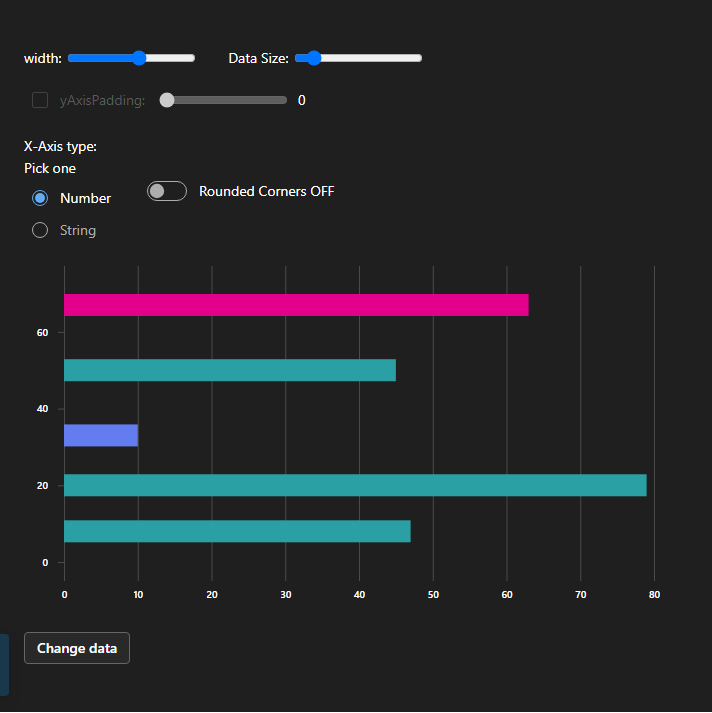 width: Data Size:
yAxisPadding: 0
X-Axis type:
Pick one
Number
Rounded Corners OFF
String
60
40
20
0
0 10 20 30 40 50 60 70 80
Change data